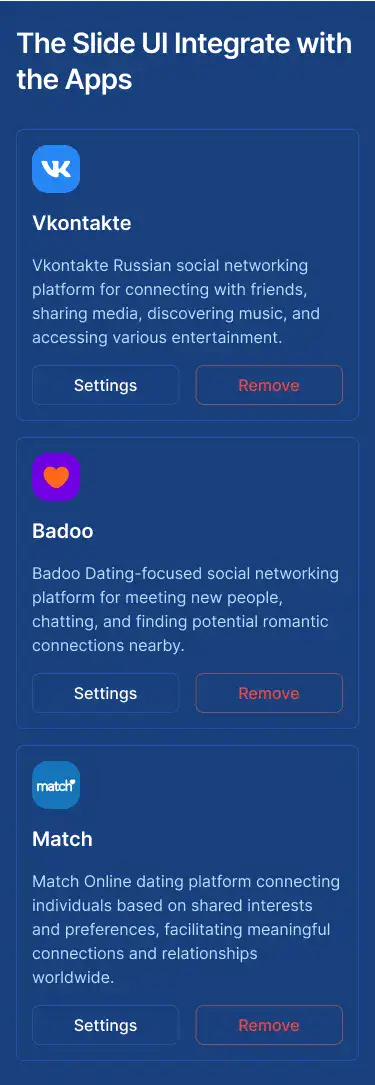 The Slide UI Integrate with
the Apps
Vkontakte
Vkontakte Russian social networking
platform for connecting with friends,
sharing media, discovering music, and
accessing various entertainment.
Settings
Remove
Badoo
Badoo Dating-focused social networking
platform for meeting new people,
chatting, and finding potential romantic
connections nearby.
Settings
Remove
match
Match
Match Online dating platform connecting
individuals based on shared interests
and preferences, facilitating meaningful
connections and relationships
worldwide.
Settings
Remove